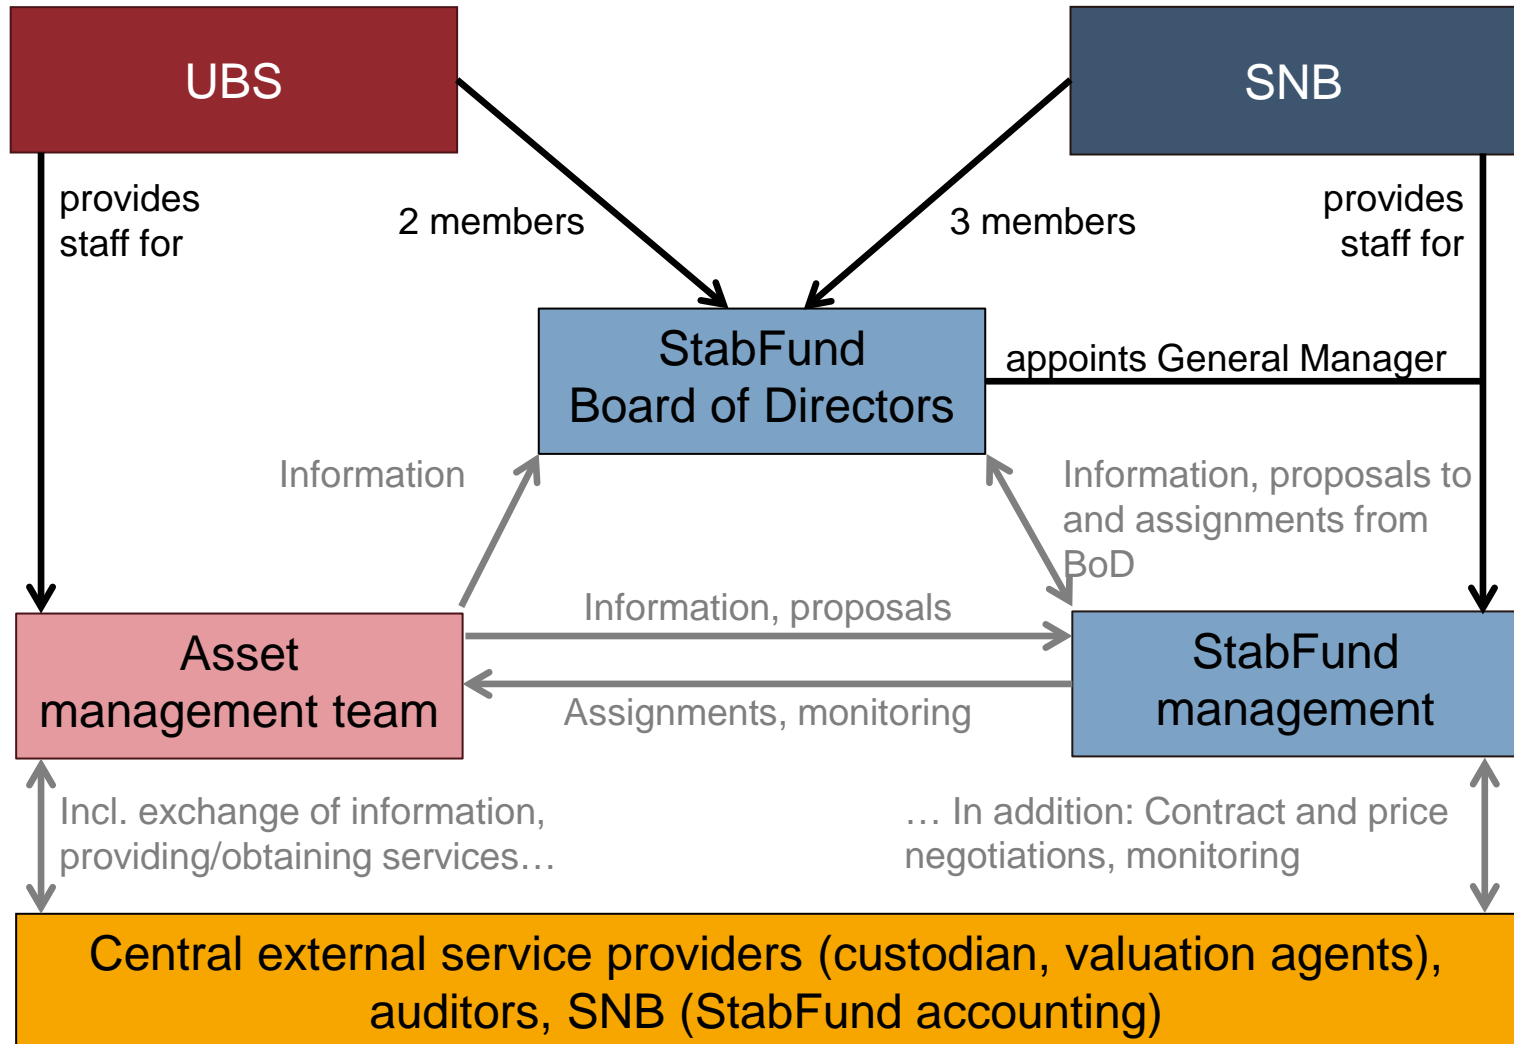 UBS
SNB
provides
staff for
2 members
3 members
provides
staff for
StabFund
Board of Directors
appoints General Manager
Information
Information, proposals to
and assignments from
BoD
Information, proposals
Asset
management team
StabFund
management
Assignments, monitoring
Incl. exchange of information,
providing/obtaining services…
… In addition: Contract and price
negotiations, monitoring
Central external service providers (custodian, valuation agents),
auditors, SNB (StabFund accounting)